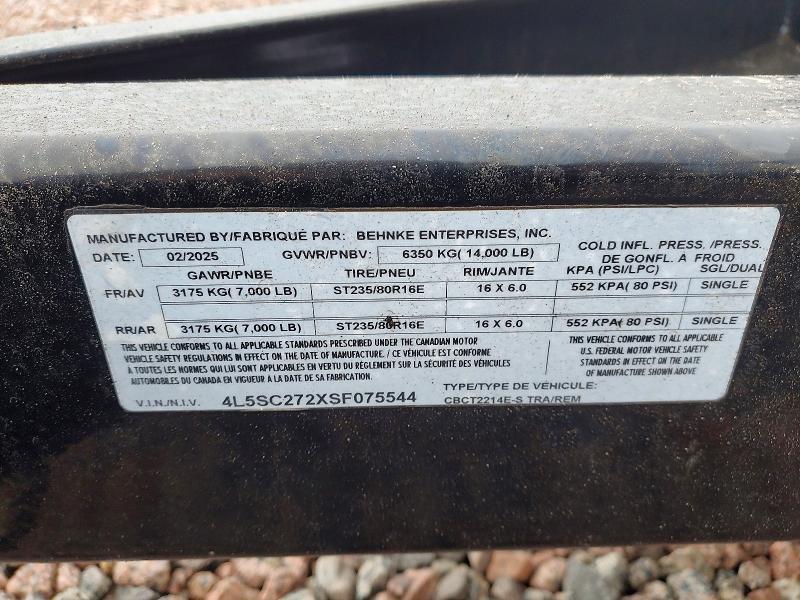 MANUFACTURED BY/FABRIQUÉ PAR: BEHNKE ENTERPRISES, INC.
DATE: 02/2025 GVWR/PNBV: 6350 KG( 14,000 LB) COLD INFL. PRESS. /PRESS. DE GONFL. A FROID
GAWR/PNBE TIRE/PNEU RIM/JANTE KPA (PSI/LPC) SGL/DUAL
FR/AV 3175 KG( 7,000 LB) ST235/80R16E 16 X 6.0 552 KPA( 80 PSI) SINGLE
RR/AR 3175 KG( 7,000 LB) ST235/80R16E 16 X 6.0 552 KPA( 80 PSI) SINGLE
THIS VEHICLE CONFORMS TO ALL APPLICABLE STANDARDS PRESCRIBED UNDER THE CANADIAN MOTOR
VEHICLE SAFETY REGULATIONS IN EFFECT ON THE DATE OF MANUFACTURE. / CE VÉHICULE EST CONFORME
À TOUTES LES NORMES QUI LUI SONT APPLICABLES EN VERTU DU RÈGLEMENT SUR LA SÉCURITÉ DES VÉHICULES
AUTOMOBILES DU CANADA EN VIGUEUR À LA DATE DE SA FABRICATION.
THIS VEHICLE CONFORMS TO ALL APPLICABLE
U.S. FEDERAL MOTOR VEHICLE SAFETY
STANDARDS IN EFFECT ON THE DATE
OF MANUFACTURE SHOWN ABOVE
V.I.N./N.I.V. 4L5SC272XSF075544
TYPE/TYPE DE VÉHICULE:
CBCT2214E-S TRA/REM